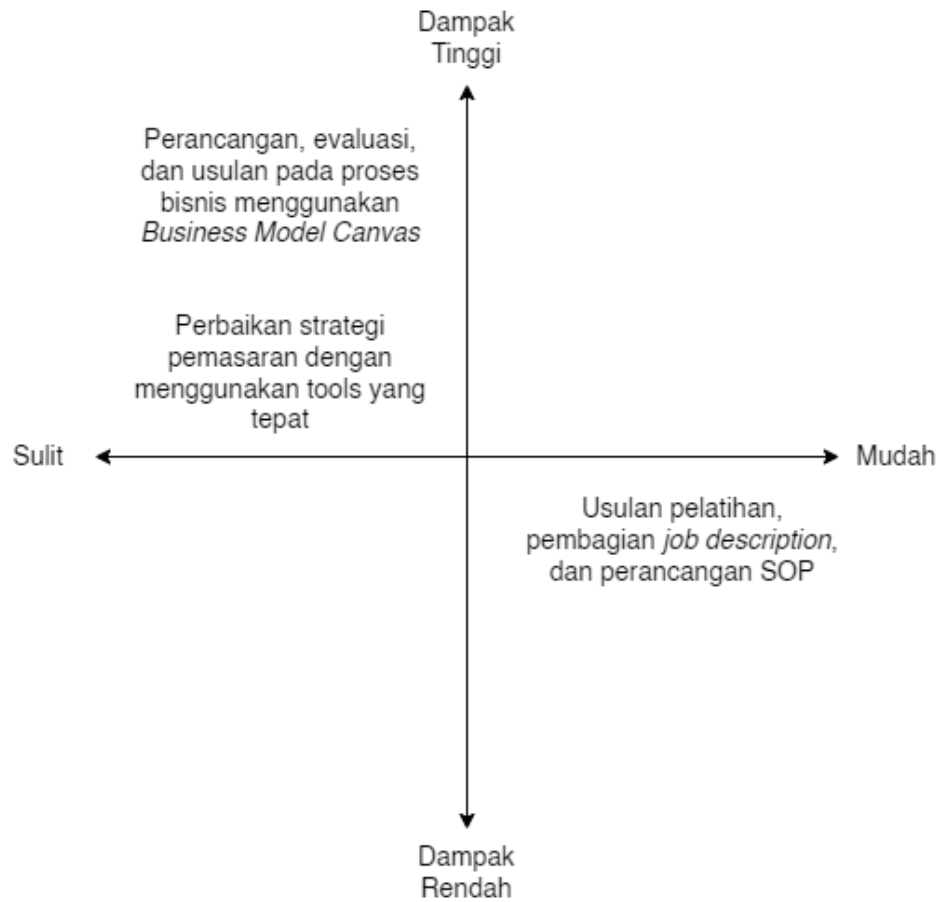 Dampak
Tinggi
Perancangan, evaluasi,
dan usulan pada proses
bisnis menggunakan
Business Model Canvas
Perbaikan strategi
pemasaran dengan
menggunakan tools yang
tepat
Sulit
Mudah
Usulan pelatihan,
pembagian job description,
dan perancangan SOP
Dampak
Rendah